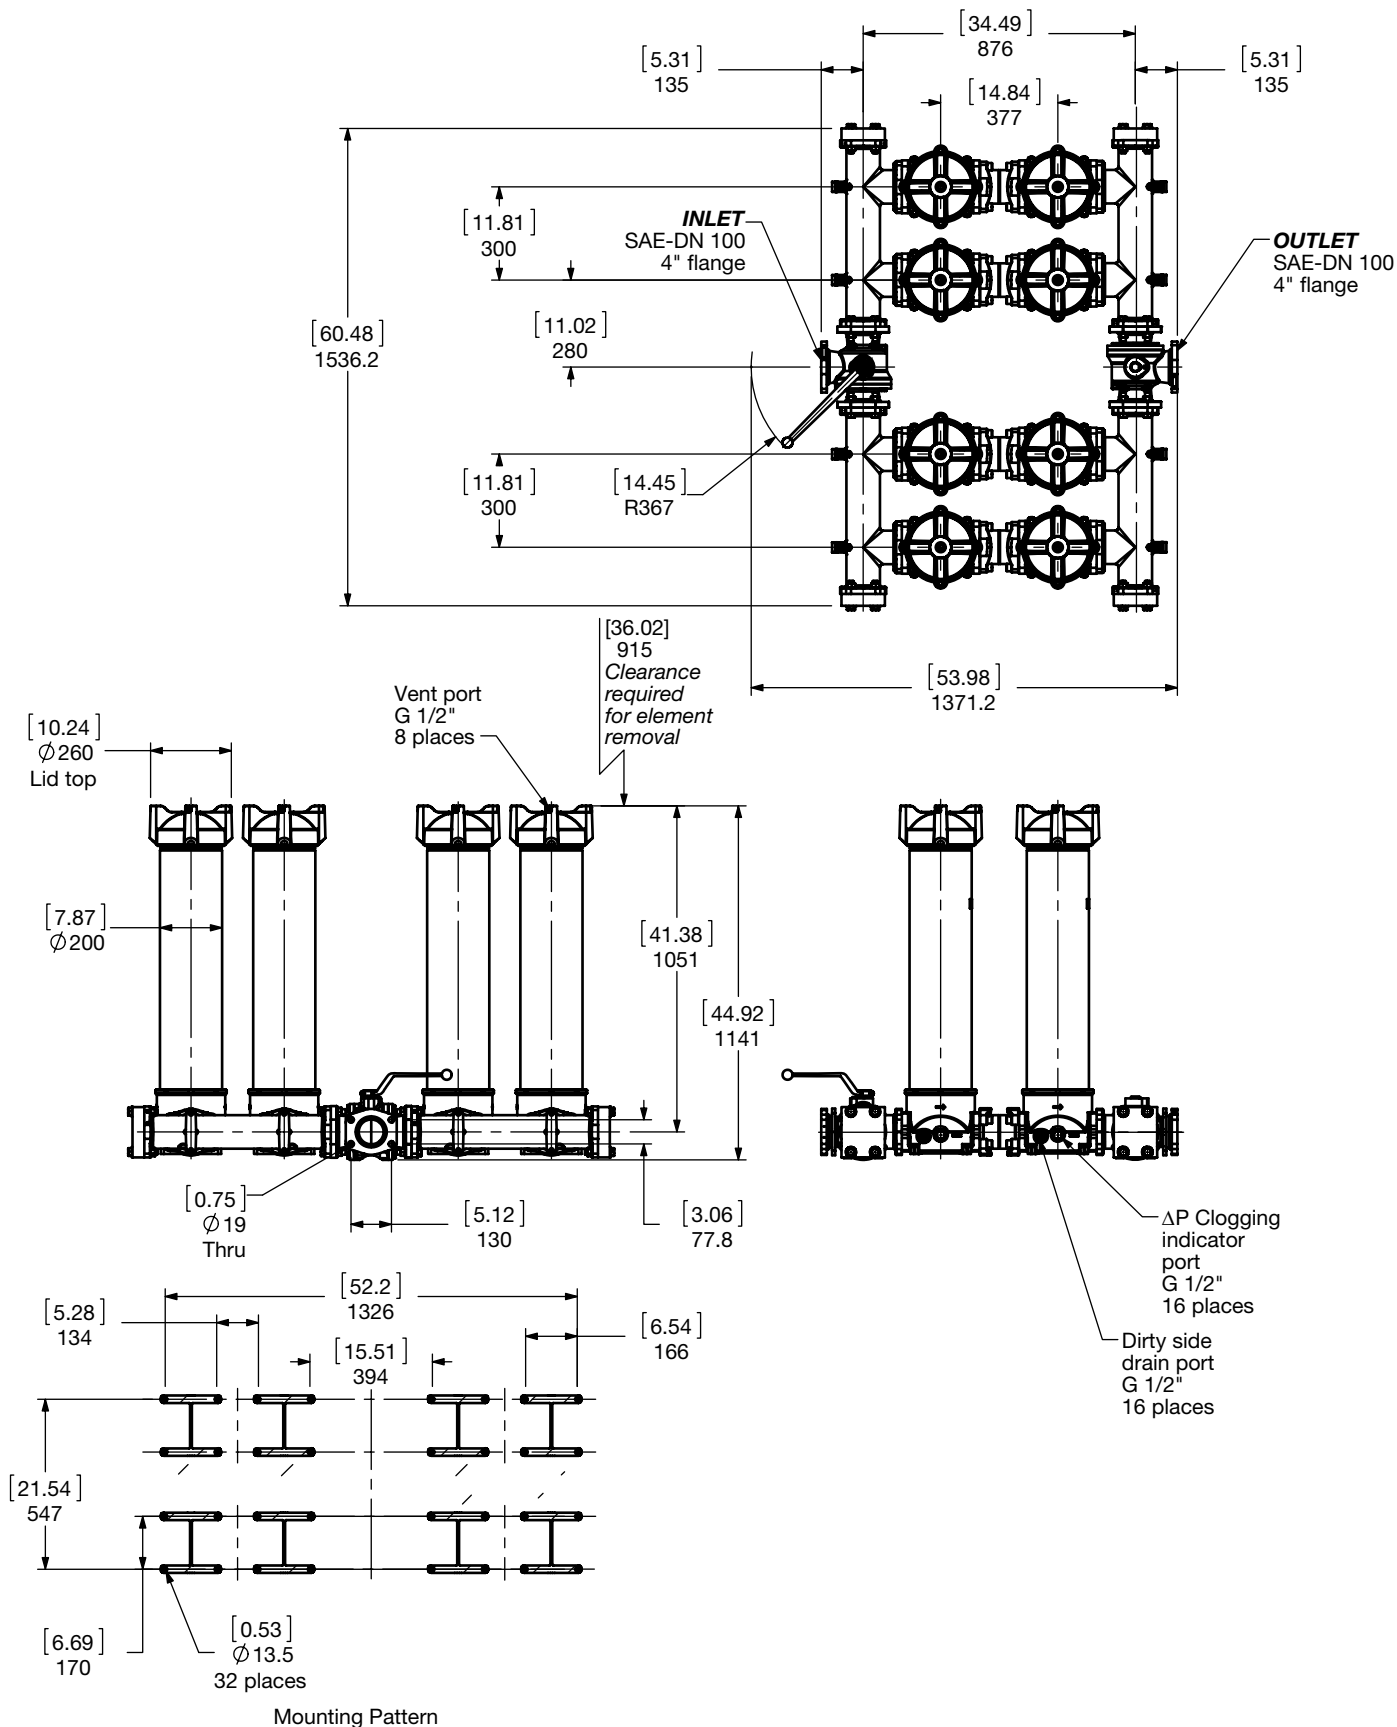 [34.49]
876
[5.31]
135
[5.31]
135
[14.84]
377
[11.81]
300
INLET
SAE-DN 100
4" flange
OUTLET
SAE-DN 100
4" flange
[60.48]
1536.2
[11.02]
280
[11.81]
300
[14.45]
R367
[36.02]
915
Clearance
required
for element
removal
[53.98]
1371.2
Vent port
G 1/2"
8 places
[10.24]
∅260
Lid top
[7.87]
∅200
[41.38]
1051
[44.92]
1141
[0.75]
∅19
Thru
[5.12]
130
[3.06]
77.8
ΔP Clogging
indicator
port
G 1/2"
16 places
Dirty side
drain port
G 1/2"
16 places
[52.2]
1326
[5.28]
134
[15.51]
394
[6.54]
166
[21.54]
547
[6.69]
170
[0.53]
∅13.5
32 places
Mounting Pattern